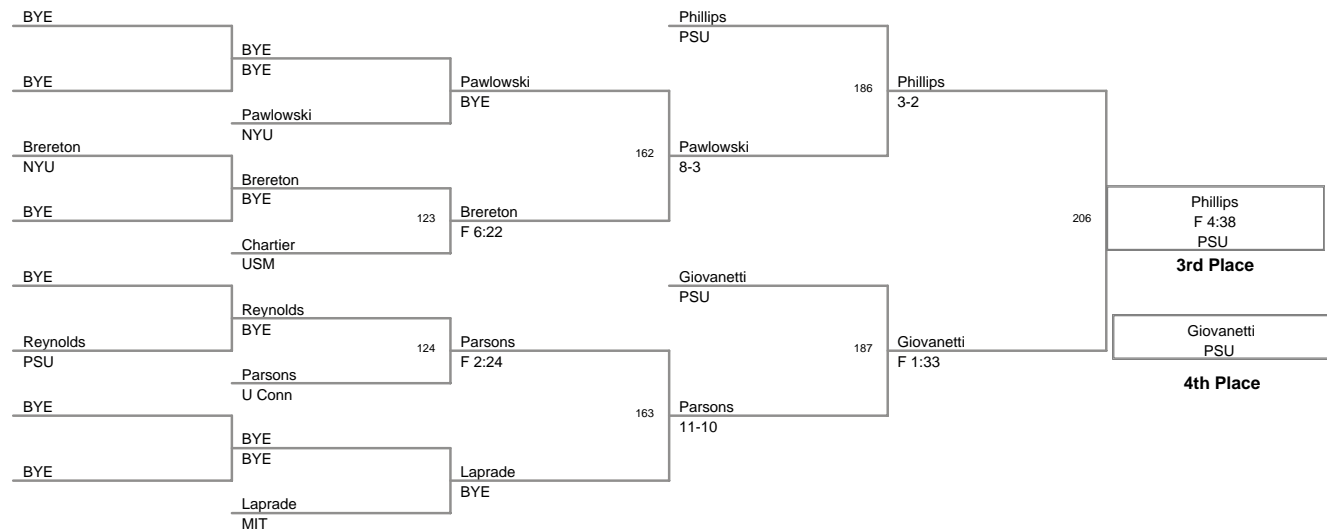 BYE
BYE
BYE
BYE
Pawlowski
NYU
Pawlowski
BYE
Brereton
NYU
BYE
Brereton
BYE
Chartier
USM
123
Brereton
F 6:22
162
Pawlowski
8-3
Phillips
PSU
186
Phillips
3-2
BYE
Reynolds
PSU
Reynolds
BYE
Parsons
U Conn
124
Parsons
F 2:24
BYE
BYE
BYE
BYE
Laprade
MIT
Laprade
BYE
163
Parsons
11-10
Giovanetti
PSU
187
Giovanetti
F 1:33
206
Phillips
F 4:38
PSU
3rd Place
Giovanetti
PSU
4th Place